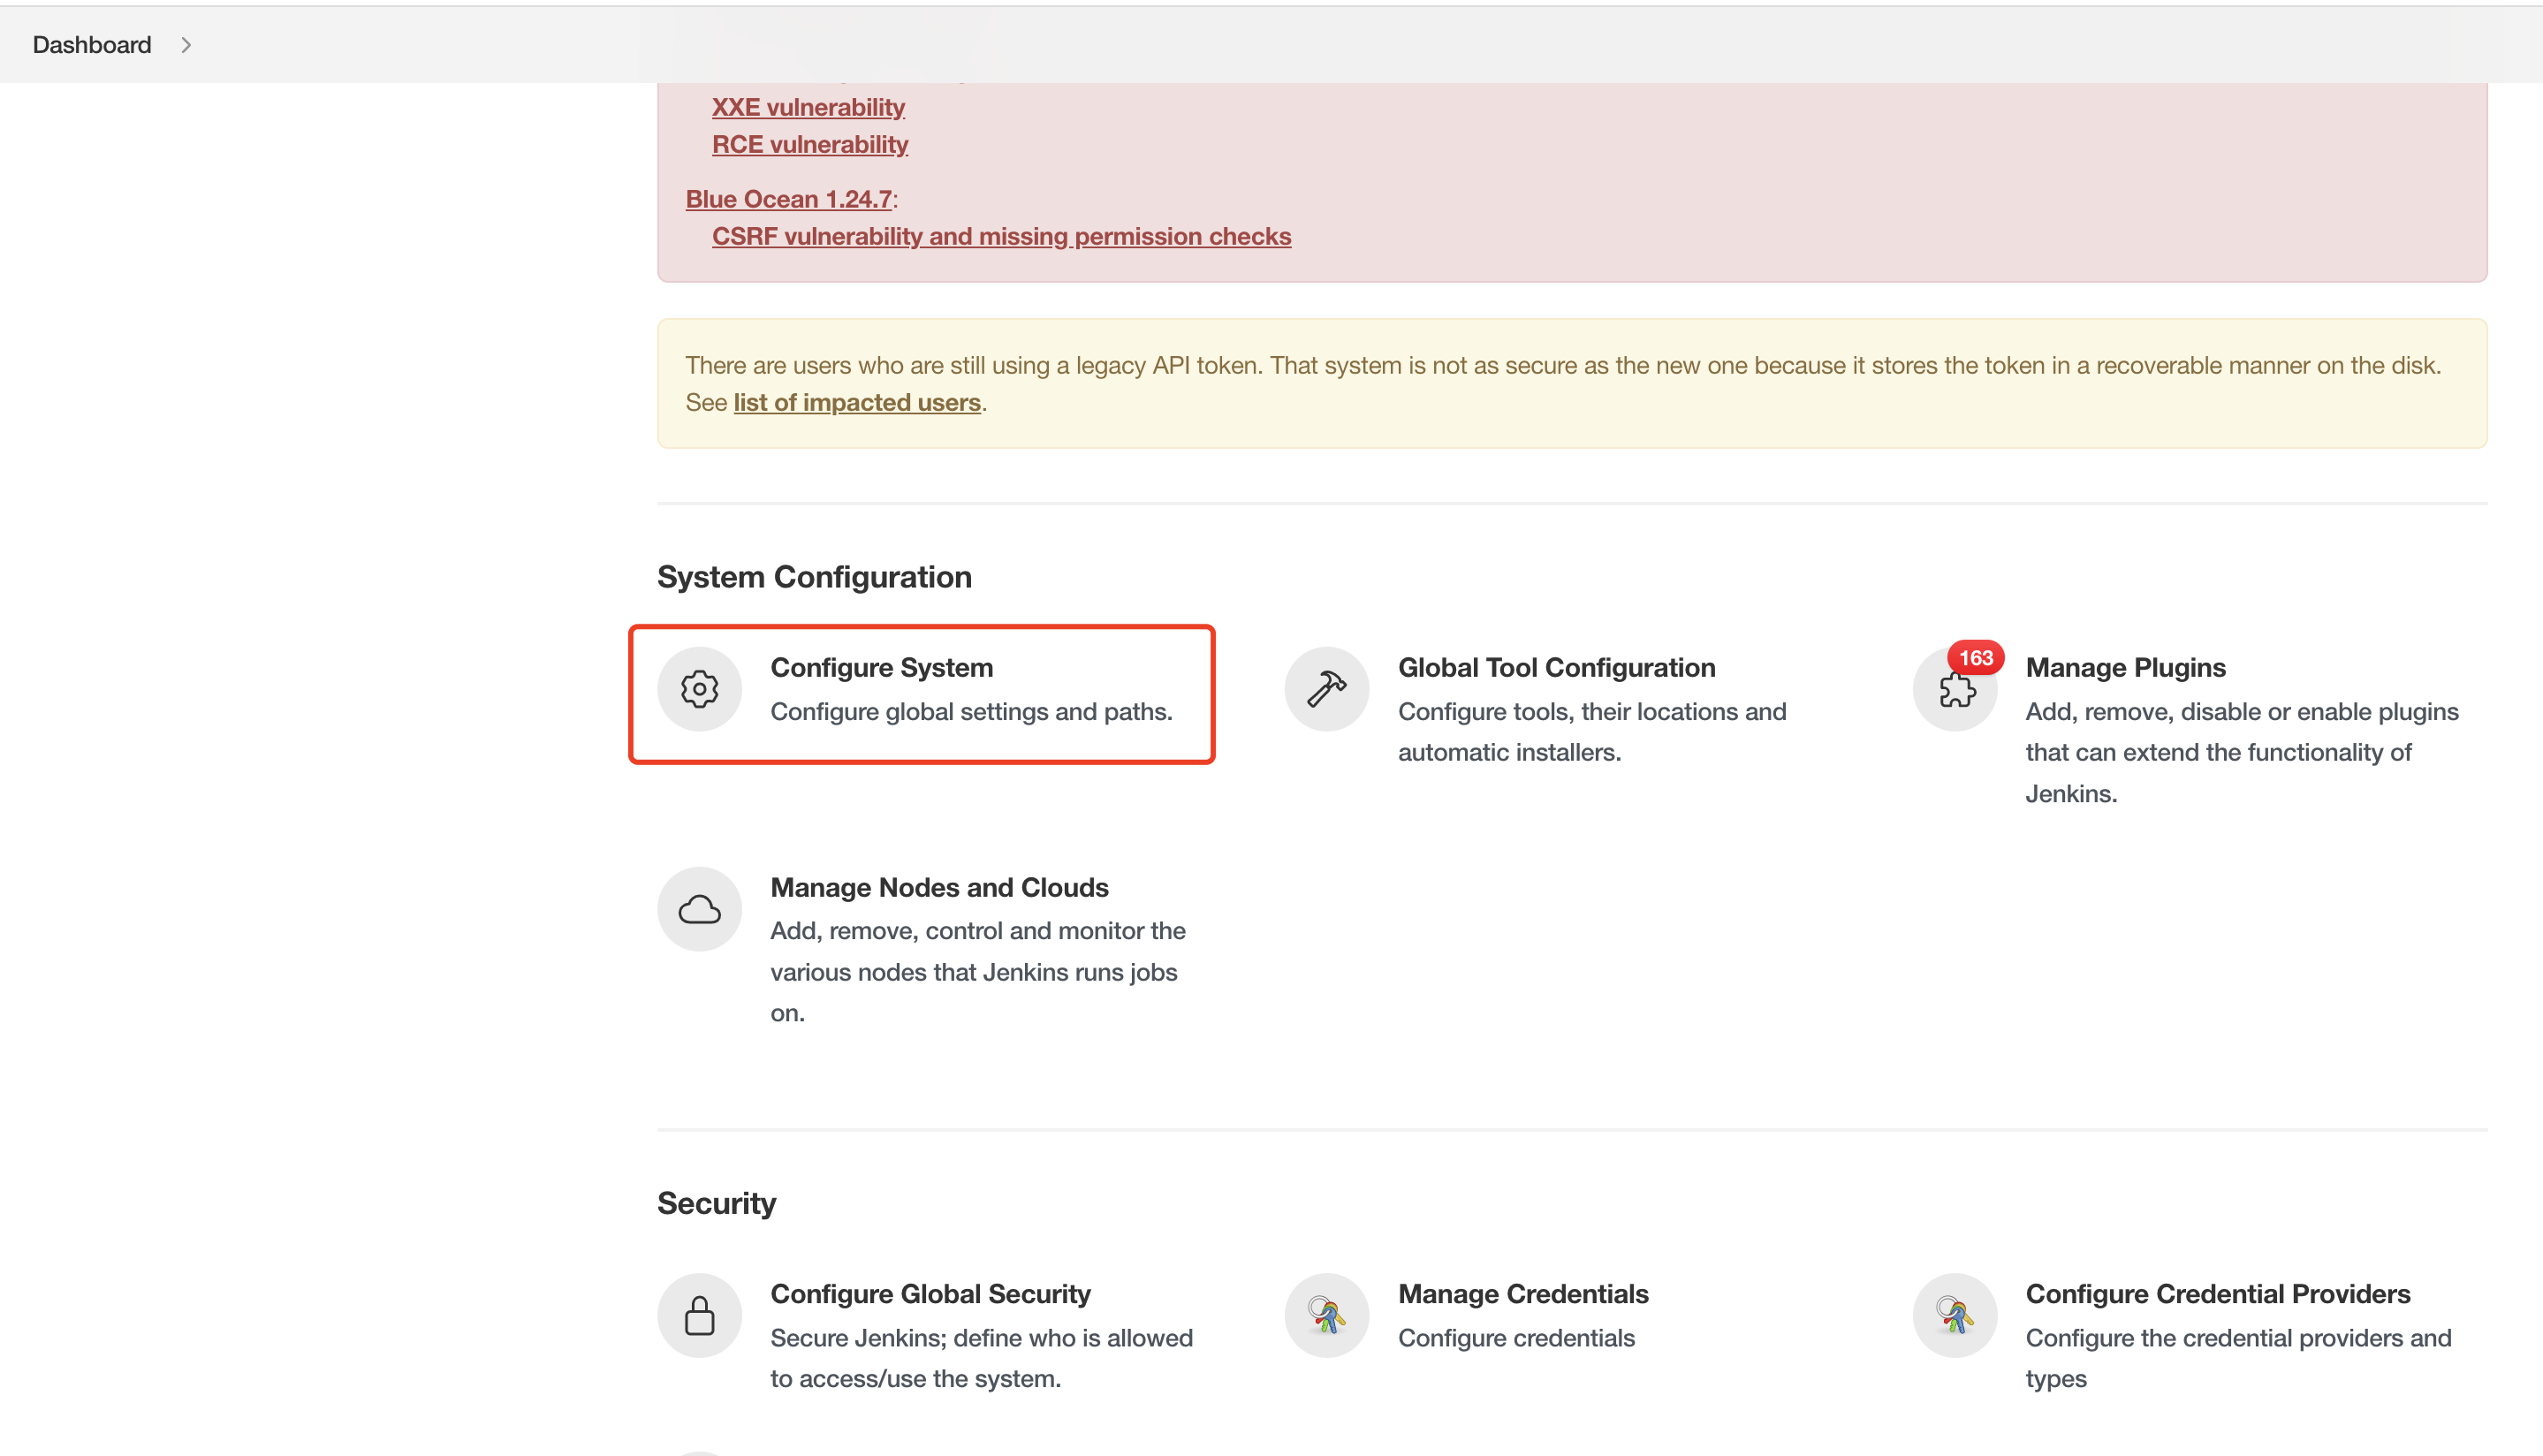 Dashboard
XXE vulnerability
RCE vulnerability
Blue Ocean 1.24.7:
CSRF vulnerability and missing permission checks
There are users who are still using a legacy API token. That system is not as secure as the new one because it stores the token in a recoverable manner on the disk.
See list of impacted users.
System Configuration
Configure System
Configure global settings and paths.
Global Tool Configuration
Configure tools, their locations and
automatic installers.
163
Manage Plugins
Add, remove, disable or enable plugins
that can extend the functionality of
Jenkins.
Manage Nodes and Clouds
Add, remove, control and monitor the
various nodes that Jenkins runs jobs
on.
Security
Configure Global Security
Secure Jenkins; define who is allowed
to access/use the system.
Manage Credentials
Configure credentials
Configure Credential Providers
Configure the credential providers and
types